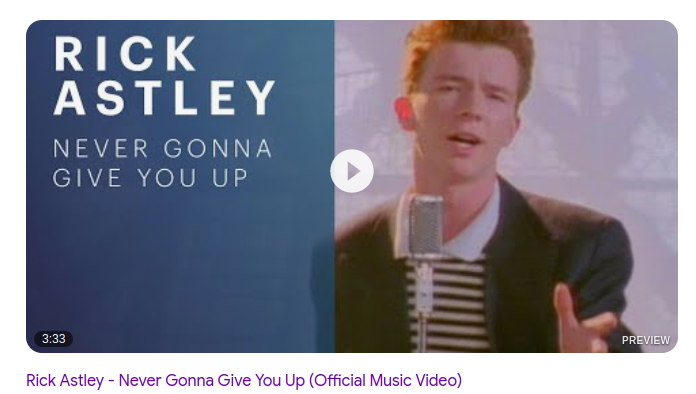 RICK
ASTLEY
NEVER GONNA
GIVE YOU UP
3:33
PREVIEW
Rick Astley - Never Gonna Give You Up (Official Music Video)